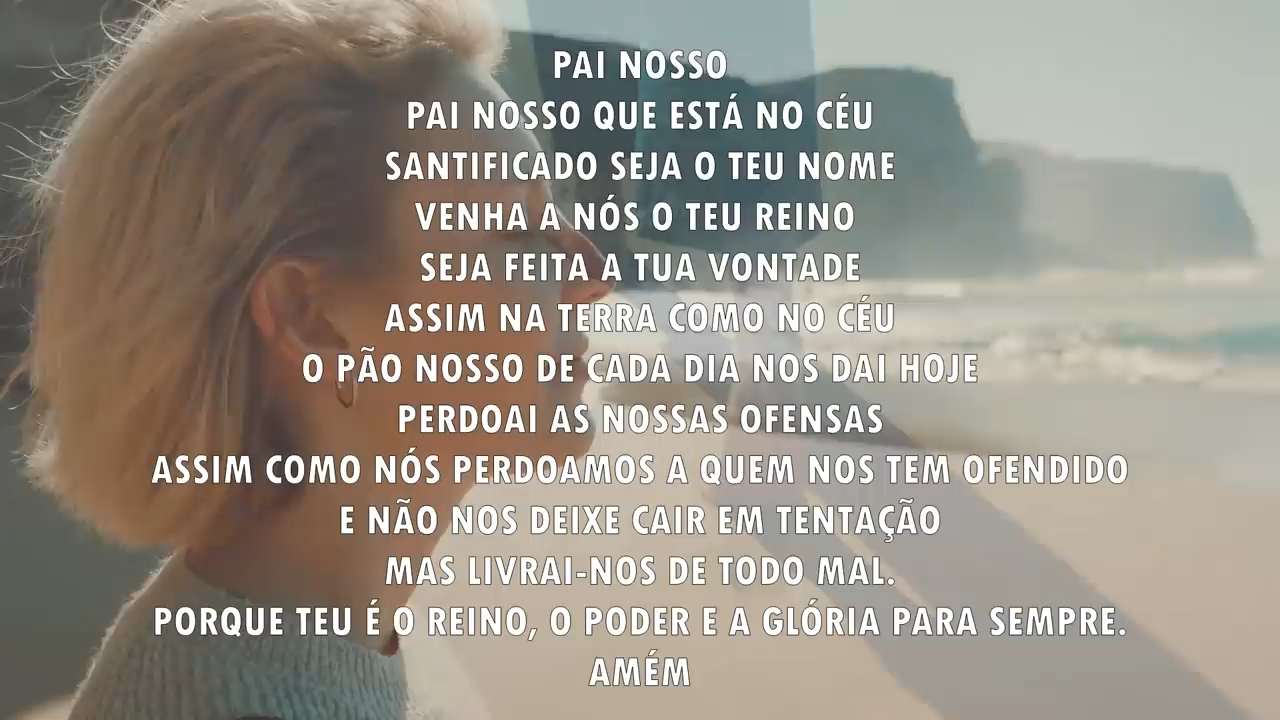 PAI NOSSO
PAI NOSSO QUE ESTÁ NO CÉU
SANTIFICADO SEJA O TEU NOME
VENHA A NÓS O TEU REINO
SEJA FEITA A TUA VONTADE
ASSIM NA TERRA COMO NO CÉU
O PÃO NOSSO DE CADA DIA NOS DAI HOJE
PERDOAI AS NOSSAS OFENSAS
ASSIM COMO NÓS PERDOAMOS A QUEM NOS TEM OFENDIDO
E NÃO NOS DEIXE CAIR EM TENTAÇÃO
MAS LIVRAI-NOS DE TODO MAL.
PORQUE TEU É O REINO, O PODER E A GLÓRIA PARA SEMPRE.
AMÉM